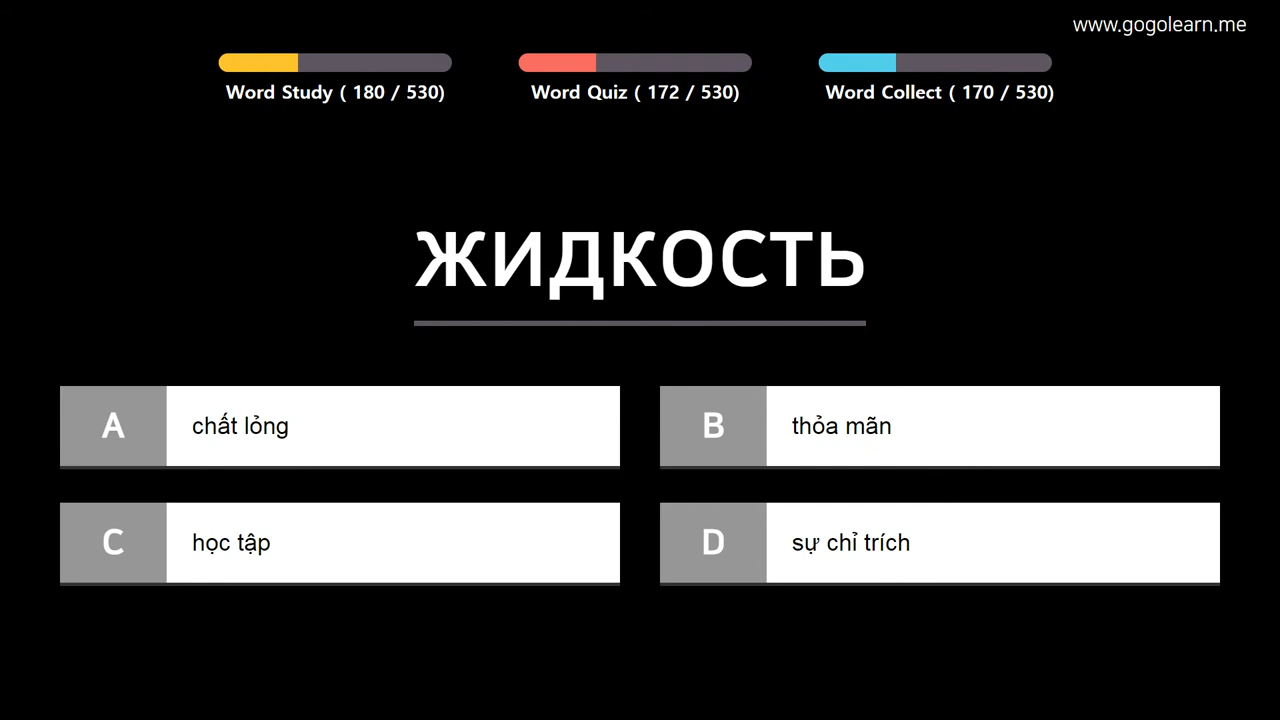 www.gogolearn.me
Word Study ( 180 / 530)
Word Quiz ( 172 / 530)
Word Collect ( 170 / 530)
жидкость
A chất lỏng
B thỏa mãn
C học tập
D sự chỉ trích